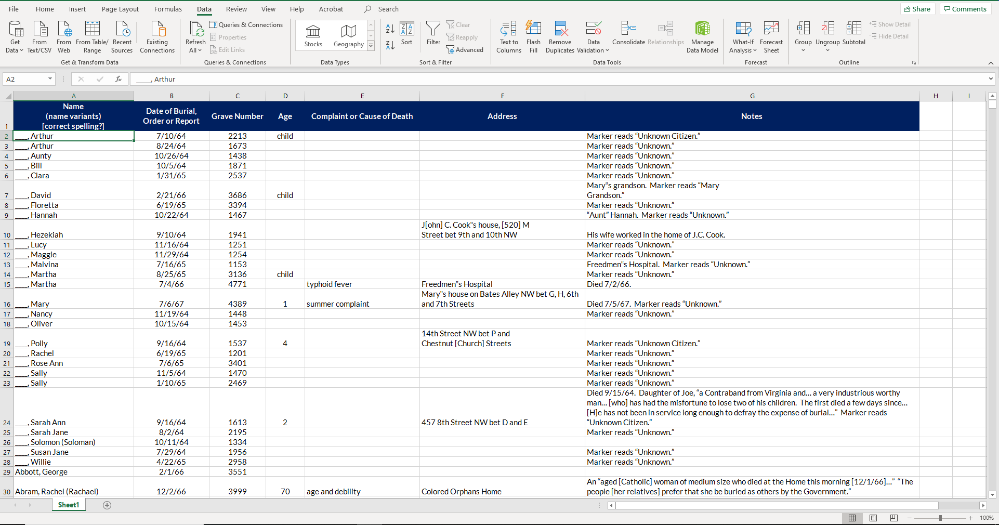 File Home Insert Page Layout Formulas Data Review View Help Acrobat Search Share Comments
Get Data From Text/CSV From Web From Table/ Range Recent Sources Existing Connections
Get & Transform Data
Refresh All Queries & Connections Properties Edit Links
Queries & Connections
Stocks Geography
Data Types
Sort Filter Clear Reapply Advanced
Sort & Filter
Text to Columns Flash Fill Remove Duplicates Data Validation Consolidate Relationships Manage Data Model
Data Tools
What-If Analysis Forecast Sheet
Forecast
Group Ungroup Subtotal Show Detail Hide Detail
Outline
A2 fx ____, Arthur
A B C D E F G H I
1 Name (name variants) [correct spelling?] Date of Burial, Order or Report Grave Number Age Complaint or Cause of Death Address Notes
2 ___, Arthur 7/10/64 2213 child Marker reads “Unknown Citizen.”
3 ___, Arthur 8/24/64 1673 Marker reads “Unknown.”
4 ___, Aunty 10/26/64 1438 Marker reads “Unknown.”
5 ___, Bill 10/5/64 1871 Marker reads “Unknown.”
6 ___, Clara 1/31/65 2537 Marker reads “Unknown.”
7 ___, David 2/21/66 3686 child Mary‟s grandson. Marker reads “Mary Grandson.”
8 ___, Floretta 6/19/65 3394 Marker reads “Unknown.”
9 ___, Hannah 10/22/64 1467 “Aunt” Hannah. Marker reads “Unknown.”
10 ___, Hezekiah 9/10/64 1941 J[ohn] C. Cook‟s house, [520] M Street bet 9th and 10th NW His wife worked in the home of J.C. Cook.
11 ___, Lucy 11/16/64 1251 Marker reads “Unknown.”
12 ___, Maggie 11/29/64 1254 Marker reads “Unknown.”
13 ___, Malvina 7/16/65 1153 Freedmen‟s Hospital. Marker reads “Unknown.”
14 ___, Martha 8/25/65 3136 child Marker reads “Unknown.”
15 ___, Martha 7/4/66 4771 typhoid fever Freedmen‟s Hospital Died 7/2/66.
16 ___, Mary 7/6/67 4389 1 summer complaint Mary‟s house on Bates Alley NW bet G, H, 6th and 7th Streets Died 7/5/67. Marker reads “Unknown.”
17 ___, Nancy 11/19/64 1448 Marker reads “Unknown.”
18 ___, Oliver 10/15/64 1453
19 ___, Polly 9/16/64 1537 4 14th Street NW bet P and Chestnut [Church] Streets Marker reads “Unknown Citizen.”
20 ___, Rachel 6/19/65 1201 Marker reads “Unknown.”
21 ___, Rose Ann 7/6/65 3401 Marker reads “Unknown.”
22 ___, Sally 11/5/64 1470 Marker reads “Unknown.”
23 ___, Sally 1/10/65 2469 Marker reads “Unknown.”
24 ___, Sarah Ann 9/16/64 1613 2 457 8th Street NW bet D and E Died 9/15/64. Daughter of Joe, “a Contraband from Virginia and… a very industrious worthy man… [who] has had the misfortune to lose two of his children. The first died a few days since… [H]e has not been in service long enough to defray the expense of burial…” Marker reads “Unknown Citizen.”
25 ___, Sarah Jane 8/2/64 2195 Marker reads “Unknown.”
26 ___, Solomon (Soloman) 10/11/64 1334
27 ___, Susan Jane 7/29/64 1956 Marker reads “Unknown.”
28 ___, Willie 4/22/65 2958 Marker reads “Unknown.”
29 Abbott, George 2/1/66 3551
30 Abram, Rachel (Rachael) 12/2/66 3999 70 age and debility Colored Orphans Home An “aged [Catholic] woman of medium size who died at the Home this morning [12/1/66]…” “The people [her relatives] prefer that she be buried as others by the Government.”
Sheet1
100%